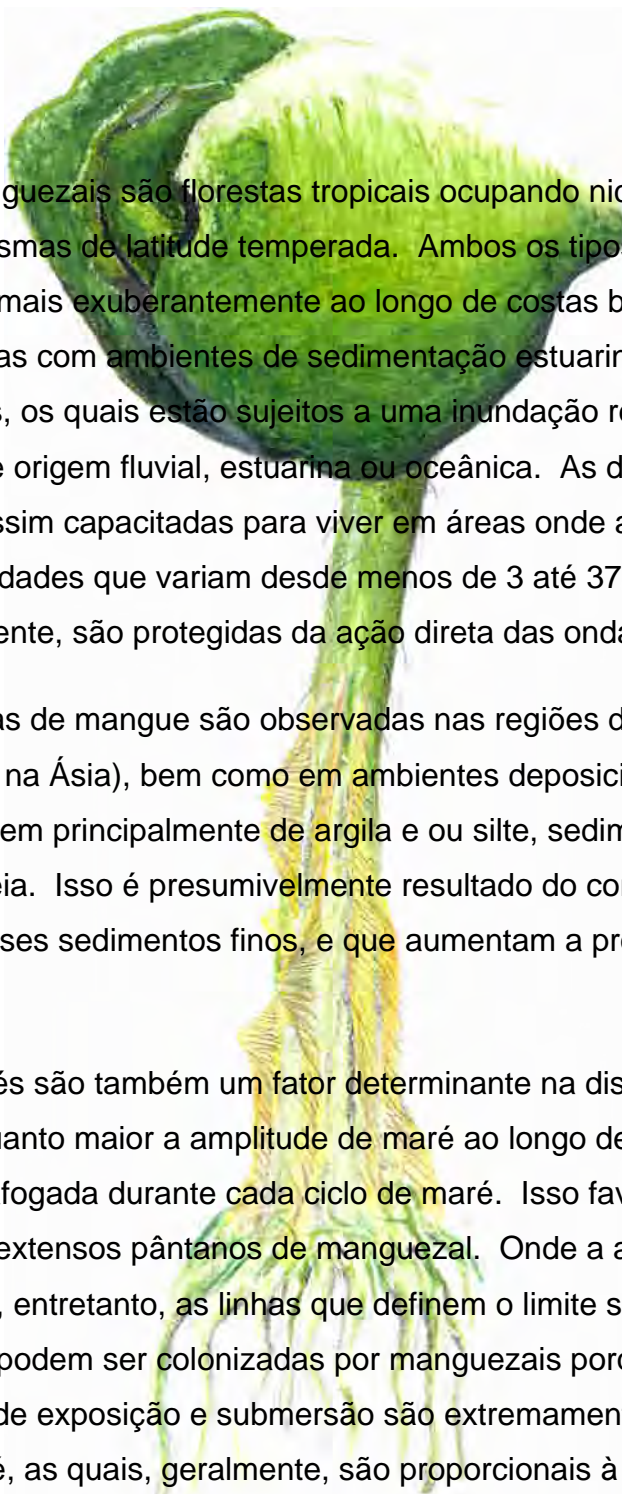 guezais são florestas tropicais ocupando nic
smas de latitude temperada. Ambos os tipos
mais exuberantemente ao longo de costas b
as com ambientes de sedimentação estuarin
s, os quais estão sujeitos a uma inundação re
e origem fluvial, estuarina ou oceânica. As d
ssim capacitadas para viver em áreas onde a
dades que variam desde menos de 3 até 37
ente, são protegidas da ação direta das onda
as de mangue são observadas nas regiões d
na Ásia), bem como em ambientes deposici
em principalmente de argila e ou silte, sedim
eia. Isso é presumivelmente resultado do cor
ses sedimentos finos, e que aumentam a pro
és são também um fator determinante na dis
uanto maior a amplitude de maré ao longo de
fogada durante cada ciclo de maré. Isso fav
extensos pântanos de manguezal. Onde a a
, entretanto, as linhas que definem o limite s
podem ser colonizadas por manguezais porq
de exposição e submersão são extremament
é, as quais, geralmente, são proporcionais à